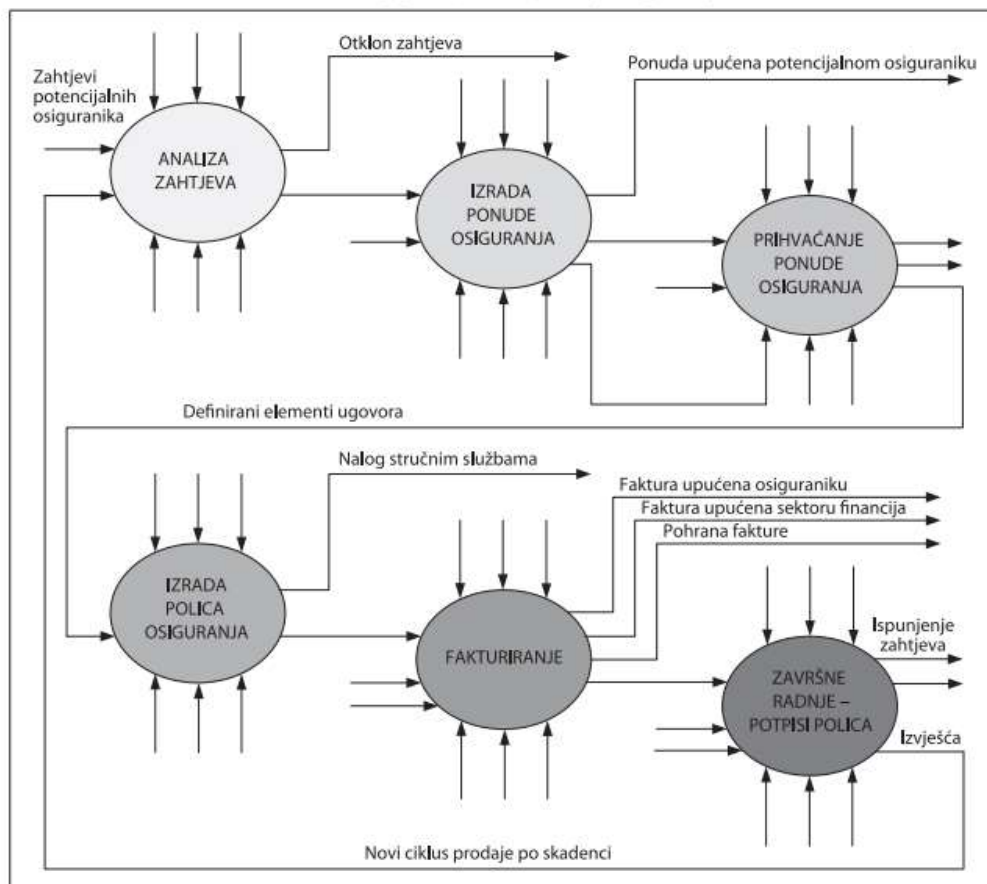 Otklon zahtjeva
Ponuda upućena potencijalnom osiguraniku
Zahtjevi
potencijalnih
osiguranika
ANALIZA
ZAHTJEVA
IZRADA
PONUDE
OSIGURANJA
PRIHVAĆANJE
PONUDE
OSIGURANJA
Definirani elementi ugovora
Nalog stručnim službama
Faktura upućena osiguraniku
Faktura upućena sektoru financija
Pohrana fakture
IZRADA
POLICA
OSIGURANJA
FAKTURIRANJE
ZAVRŠNE
RADNJE –
POTPISI POLICA
Ispunjenje
zahtjeva
Izvješća
Novi ciklus prodaje po skadenci